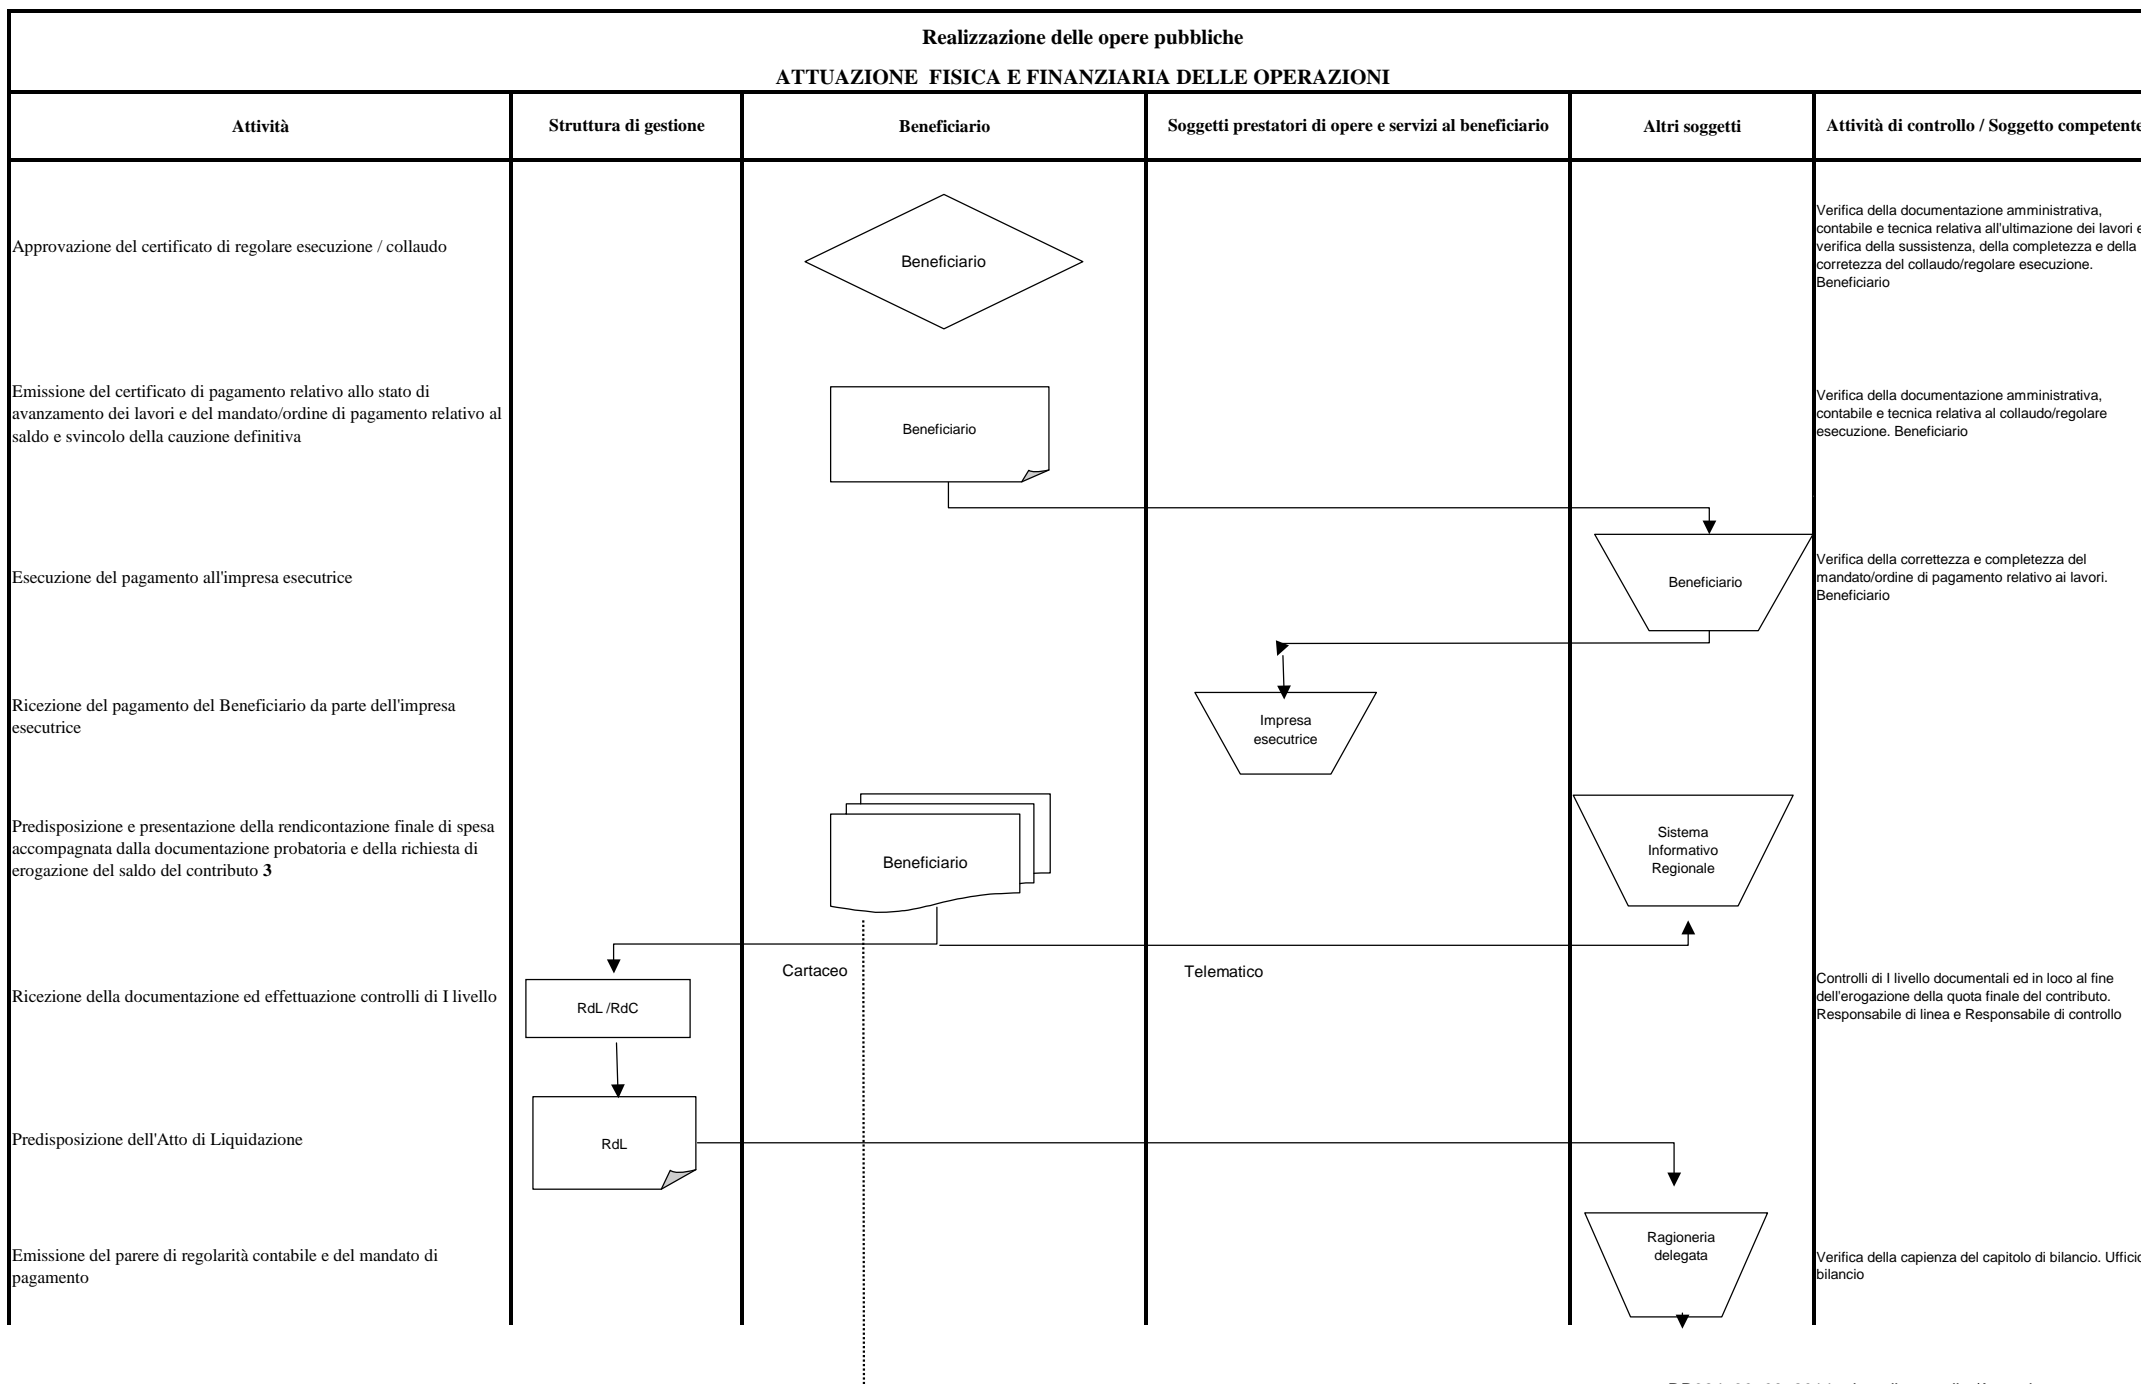 Realizzazione delle opere pubbliche
ATTUAZIONE FISICA E FINANZIARIA DELLE OPERAZIONI
Attività
Struttura di gestione
Beneficiario
Soggetti prestatori di opere e servizi al beneficiario
Altri soggetti
Attività di controllo / Soggetto competente
Approvazione del certificato di regolare esecuzione / collaudo
Beneficiario
Verifica della documentazione amministrativa,
contabile e tecnica relativa all'ultimazione dei lavori e
verifica della sussistenza, della completezza e della
corretezza del collaudo/regolare esecuzione.
Beneficiario
Emissione del certificato di pagamento relativo allo stato di
avanzamento dei lavori e del mandato/ordine di pagamento relativo al
saldo e svincolo della cauzione definitiva
Beneficiario
Verifica della documentazione amministrativa,
contabile e tecnica relativa al collaudo/regolare
esecuzione. Beneficiario
Esecuzione del pagamento all'impresa esecutrice
Beneficiario
Verifica della correttezza e completezza del
mandato/ordine di pagamento relativo ai lavori.
Beneficiario
Ricezione del pagamento del Beneficiario da parte dell'impresa
esecutrice
Impresa
esecutrice
Predisposizione e presentazione della rendicontazione finale di spesa
accompagnata dalla documentazione probatoria e della richiesta di
erogazione del saldo del contributo 3
Beneficiario
Sistema
Informativo
Regionale
Cartaceo
Telematico
Ricezione della documentazione ed effettuazione controlli di I livello
RdL /RdC
Controlli di I livello documentali ed in loco al fine
dell'erogazione della quota finale del contributo.
Responsabile di linea e Responsabile di controllo
Predisposizione dell'Atto di Liquidazione
RdL
Emissione del parere di regolarità contabile e del mandato di
pagamento
Ragioneria
delegata
Verifica della capienza del capitolo di bilancio. Ufficio
bilancio